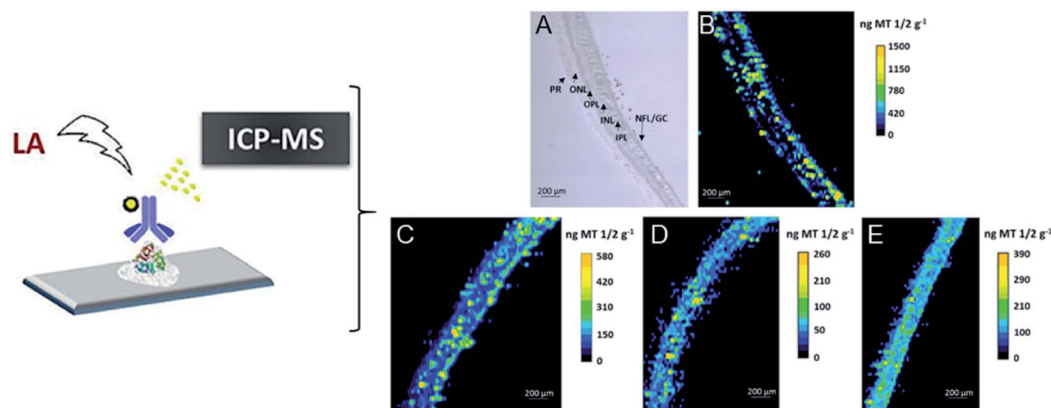 LA
ICP-MS
A
PR
ONL
OPL
INL
IPL
NFL/GC
200 µm
B
200 µm
ng MT 1/2 g⁻¹
1500
1150
780
420
0
C
200 µm
ng MT 1/2 g⁻¹
580
430
310
150
0
D
200 µm
ng MT 1/2 g⁻¹
260
210
100
50
0
E
200 µm
ng MT 1/2 g⁻¹
390
300
210
100
0